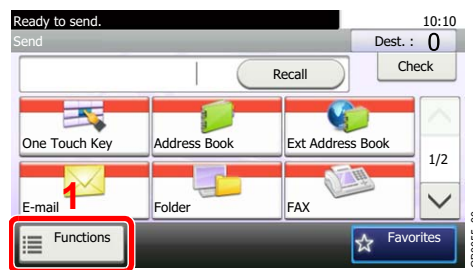 Ready to send. 10:10
Send Dest. : 0
Recall Check
One Touch Key Address Book Ext Address Book
1/2
1
E-mail Folder FAX
Functions Favorites